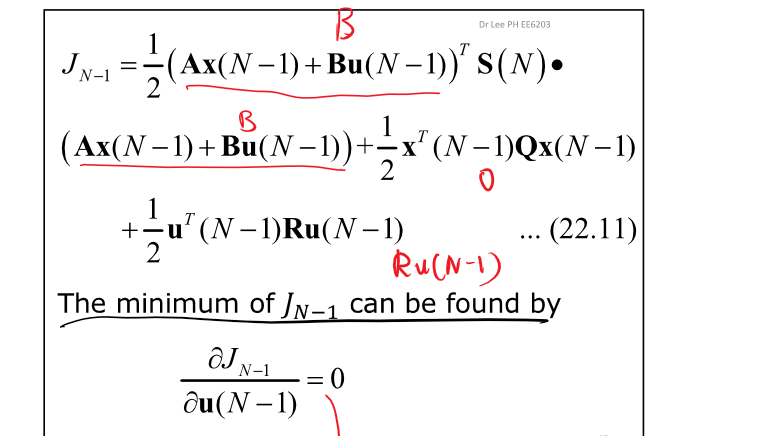 Dr Lee PH EE6203
B
J_{N−1} = 1/2 (Ax(N−1) + Bu(N−1))^T S(N) •
B
(Ax(N−1) + Bu(N−1)) + 1/2 x^T (N−1)Qx(N−1)
0
+ 1/2 u^T (N−1)Ru(N−1) ... (22.11)
Ru(N-1)
The minimum of J_{N−1} can be found by
∂J_{N−1} / ∂u(N−1) = 0